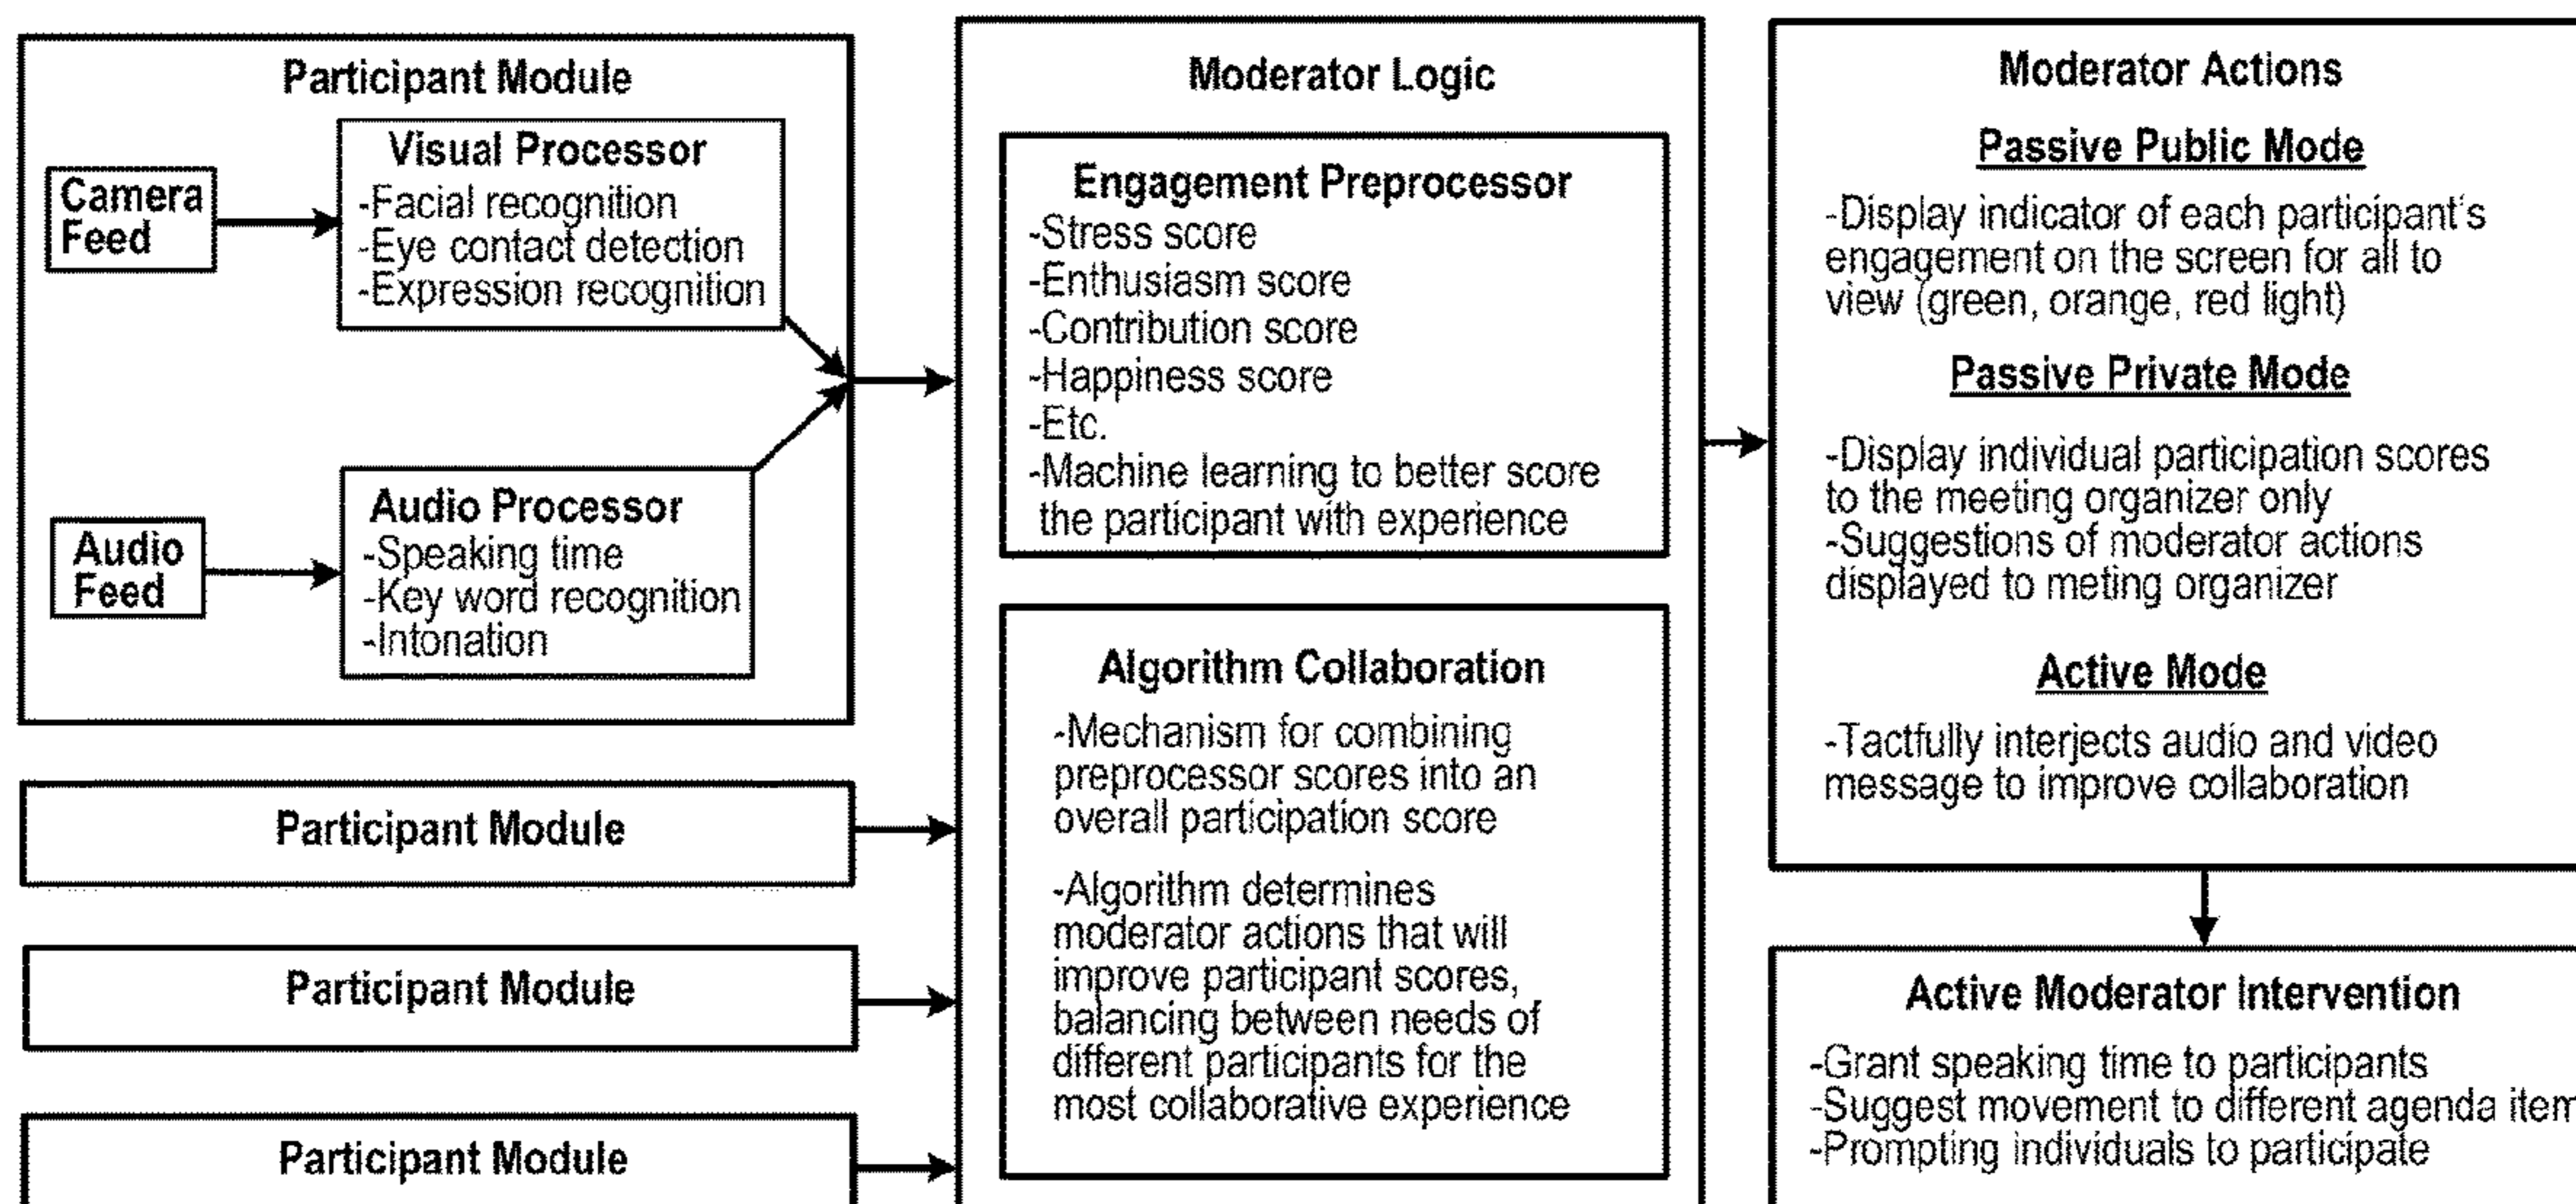 Participant Module
Camera
Feed
Visual Processor
-Facial recognition
-Eye contact detection
-Expression recognition
Audio
Feed
Audio Processor
-Speaking time
-Key word recognition
-Intonation
Participant Module
Participant Module
Participant Module
Moderator Logic
Engagement Preprocessor
-Stress score
-Enthusiasm score
-Contribution score
-Happiness score
-Etc.
-Machine learning to better score
the participant with experience
Algorithm Collaboration
-Mechanism for combining
preprocessor scores into an
overall participation score
-Algorithm determines
moderator actions that will
improve participant scores,
balancing between needs of
different participants for the
most collaborative experience
Moderator Actions
Passive Public Mode
-Display indicator of each participant's
engagement on the screen for all to
view (green, orange, red light)
Passive Private Mode
-Display individual participation scores
to the meeting organizer only
-Suggestions of moderator actions
displayed to meting organizer
Active Mode
-Tactfully interjects audio and video
message to improve collaboration
Active Moderator Intervention
-Grant speaking time to participants
-Suggest movement to different agenda item
-Prompting individuals to participate